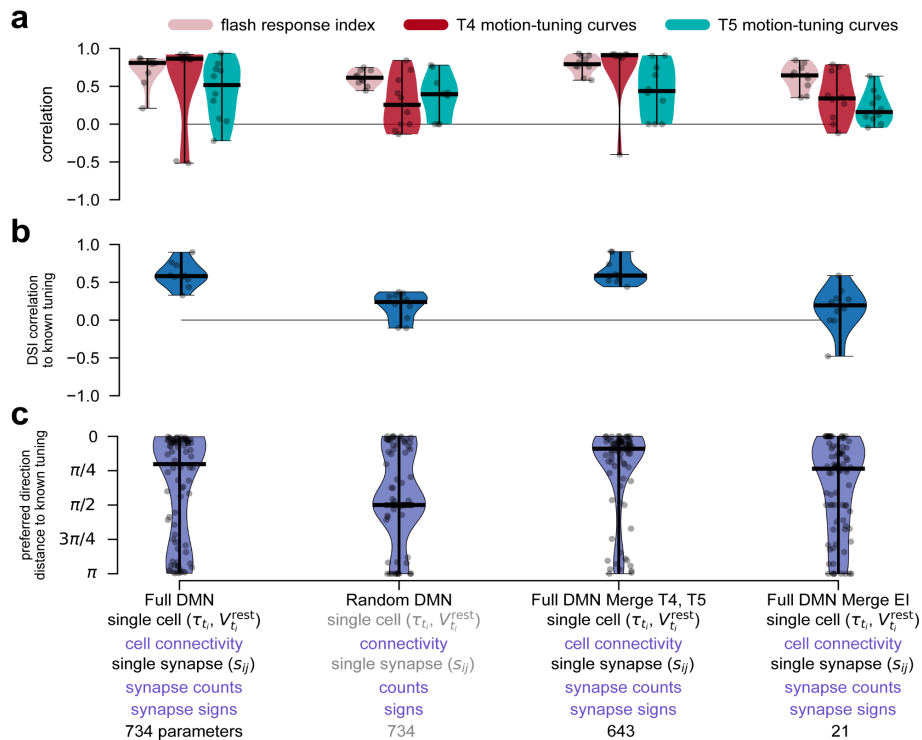 a
flash response index T4 motion-tuning curves T5 motion-tuning curves
correlation
1.0
0.5
0.0
−0.5
−1.0
b
DSI correlation
to known tuning
1.0
0.5
0.0
−0.5
−1.0
c
preferred direction
distance to known tuning
0
π/4
π/2
3π/4
π
Full DMN Random DMN Full DMN Merge T4, T5 Full DMN Merge EI
single cell (τ_{t_i}, V_{t_i}^{rest}) single cell (τ_{t_i}, V_{t_i}^{rest}) single cell (τ_{t_i}, V_{t_i}^{rest}) single cell (τ_{t_i}, V_{t_i}^{rest})
cell connectivity connectivity cell connectivity cell connectivity
single synapse (s_{ij}) single synapse (s_{ij}) single synapse (s_{ij}) single synapse (s_{ij})
synapse counts counts synapse counts synapse counts
synapse signs signs synapse signs synapse signs
734 parameters 734 643 21